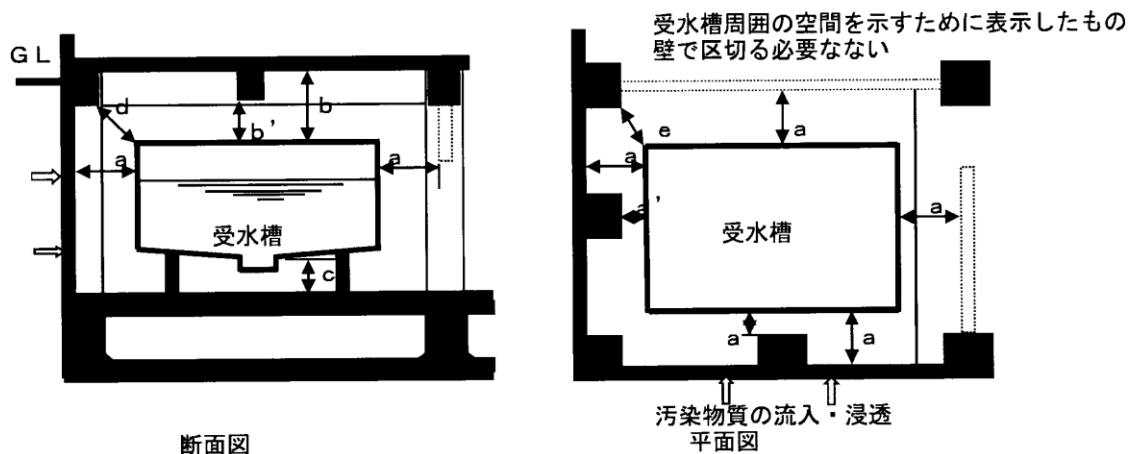 受水槽周囲の空間を示すために表示したもの
壁で区切る必要なない
GL
d
b'
b
a
a
受水槽
c
断面図
e
a
a
a'
a
受水槽
a
a
汚染物質の流入・浸透
平面図